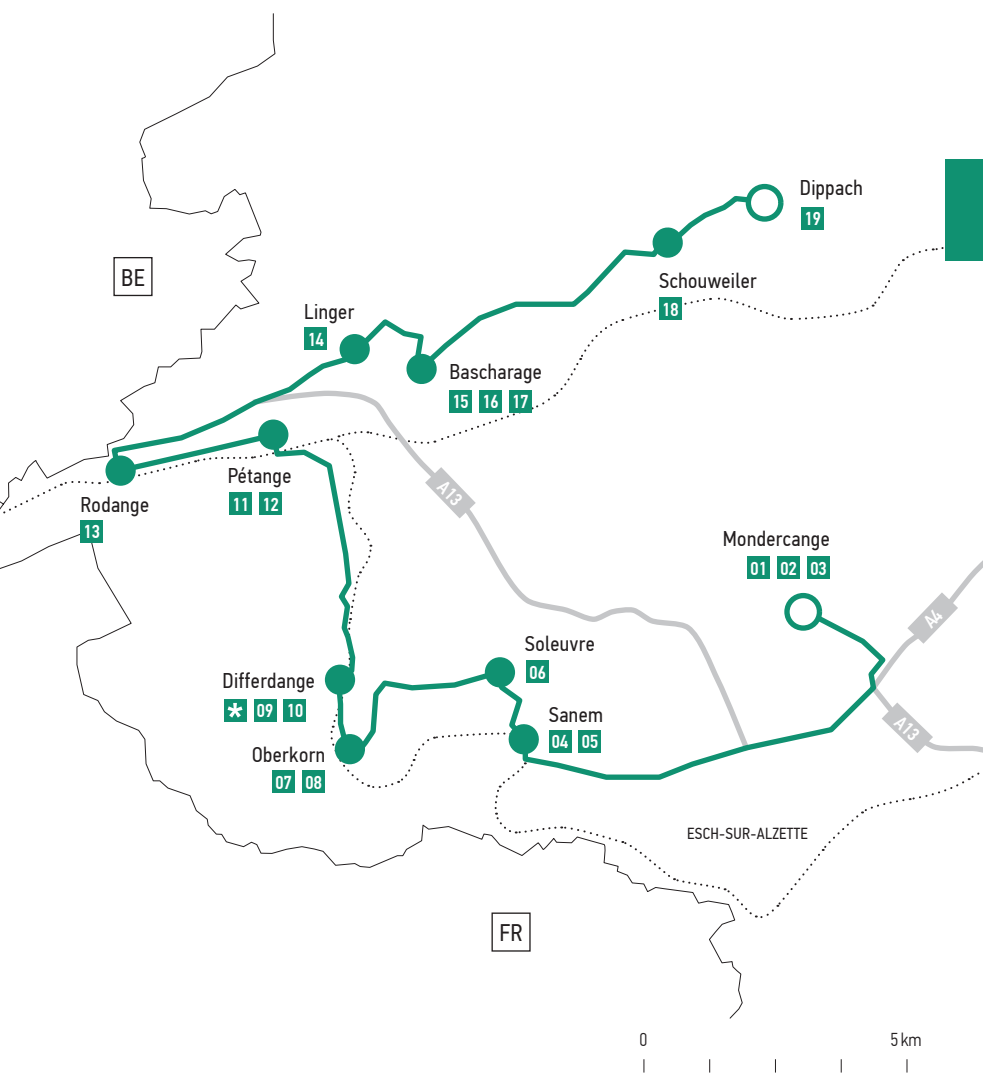 Dippach
19
BE
Schouweiler
18
Linger
14
Bascharage
15 16 17
Pétange
11 12
A13
Rodange
13
Mondercange
01 02 03
A4
Soleuvre
06
Differdange
* 09 10
Sanem
04 05
A13
Oberkorn
07 08
ESCH-SUR-ALZETTE
FR
0 5 km